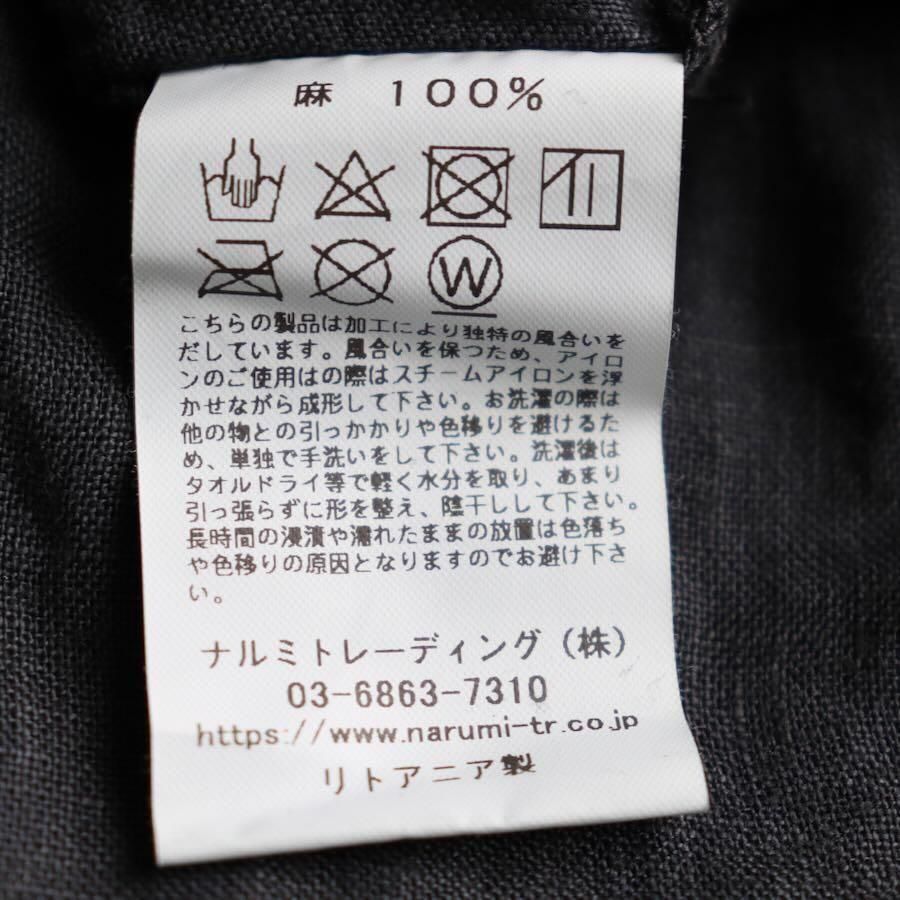 麻 100%
W
こちらの製品は加工により独特の風合いを
だしています。風合いを保つため、アイロ
ンのご使用はの際はスチームアイロンを浮
かせながら成形して下さい。お洗濯の際は
他の物との引っかかりや色移りを避けるた
め、単独で手洗いをして下さい。洗濯後は
タオルドライ等で軽く水分を取り、あまり
引っ張らずに形を整え、陰干しして下さい。
長時間の浸漬や濡れたままの放置は色落ち
や色移りの原因となりますのでお避け下さ
い。
ナルミトレーディング(株)
03-6863-7310
https://www.narumi-tr.co.jp
リトアニア製